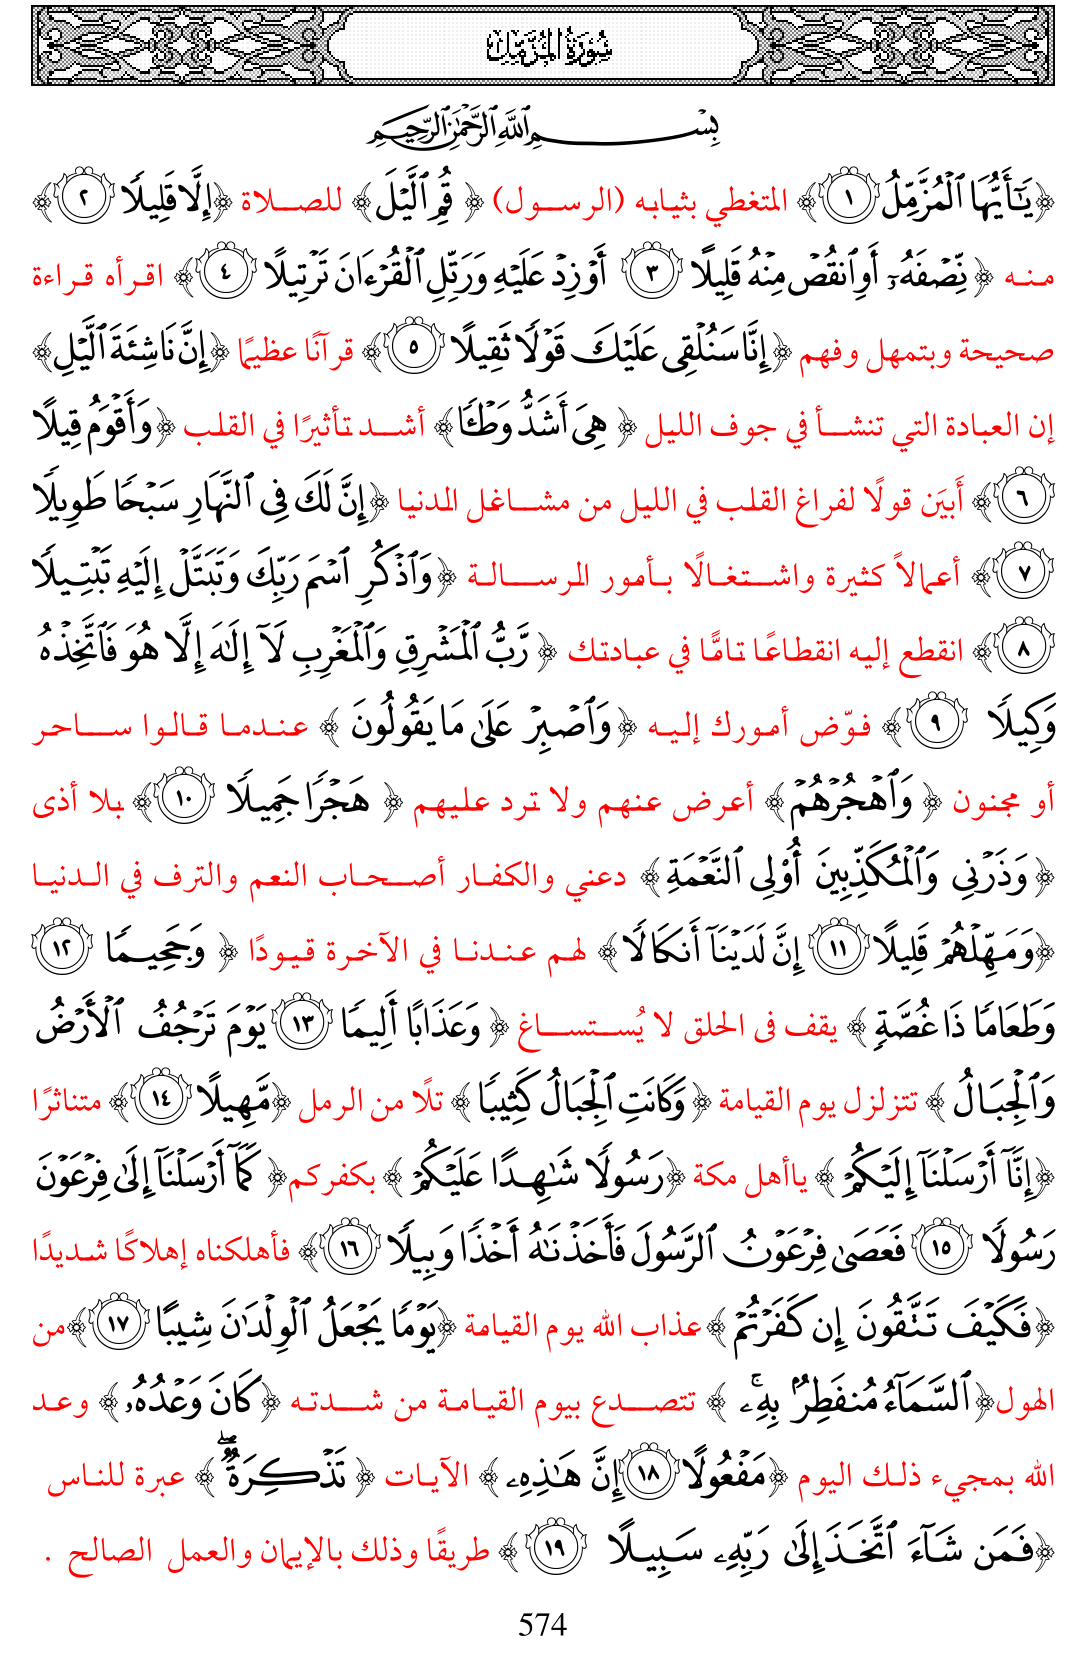 سُورَةُ الْمُزَّمِّل
بِسْمِ ٱللَّهِ ٱلرَّحْمَٰنِ ٱلرَّحِيمِ
﴿يَٰٓأَيُّهَا ٱلْمُزَّمِّلُ ١﴾ المتغطي بثيابه (الرسول) ﴿ قُمِ ٱلَّيْلَ﴾ للصلاة ﴿إِلَّا قَلِيلًا ٢﴾
منه ﴿ نِّصْفَهُۥٓ أَوِ ٱنقُصْ مِنْهُ قَلِيلًا ٣ أَوْ زِدْ عَلَيْهِ وَرَتِّلِ ٱلْقُرْءَانَ تَرْتِيلًا ٤﴾ اقرأه قراءة
صحيحة وبتمهل وفهم ﴿إِنَّا سَنُلْقِى عَلَيْكَ قَوْلًا ثَقِيلًا ٥﴾ قرآنًا عظيمًا ﴿إِنَّ نَاشِئَةَ ٱلَّيْلِ﴾
إن العبادة التي تنشأ في جوف الليل ﴿ هِىَ أَشَدُّ وَطْـًٔا﴾ أشد تأثيرًا في القلب ﴿وَأَقْوَمُ قِيلًا
٦﴾ أَبيَن قولًا لفراغ القلب في الليل من مشاغل الدنيا ﴿إِنَّ لَكَ فِى ٱلنَّهَارِ سَبْحًا طَوِيلًا
٧﴾ أعمالاً كثيرة واشتغالًا بأمور الرسالة ﴿وَٱذْكُرِ ٱسْمَ رَبِّكَ وَتَبَتَّلْ إِلَيْهِ تَبْتِيلًا
٨﴾ انقطع إليه انقطاعًا تامًّا في عبادتك ﴿ رَّبُّ ٱلْمَشْرِقِ وَٱلْمَغْرِبِ لَآ إِلَٰهَ إِلَّا هُوَ فَٱتَّخِذْهُ
وَكِيلًا ٩﴾ فوّض أمورك إليه ﴿وَٱصْبِرْ عَلَىٰ مَا يَقُولُونَ ﴾ عندما قالوا ساحر
أو مجنون ﴿ وَٱهْجُرْهُمْ﴾ أعرض عنهم ولا ترد عليهم ﴿ هَجْرًا جَمِيلًا ١٠﴾ بلا أذى
﴿وَذَرْنِى وَٱلْمُكَذِّبِينَ أُو۟لِى ٱلنَّعْمَةِ﴾ دعني والكفار أصحاب النعم والترف في الدنيا
﴿وَمَهِّلْهُمْ قَلِيلًا ١١ إِنَّ لَدَيْنَآ أَنكَالًا﴾ لهم عندنا في الآخرة قيودًا ﴿ وَجَحِيمًا ١٢
وَطَعَامًا ذَا غُصَّةٍ ﴾ يقف فى الحلق لا يُستساغ ﴿ وَعَذَابًا أَلِيمًا ١٣ يَوْمَ تَرْجُفُ ٱلْأَرْضُ
وَٱلْجِبَالُ ﴾ تتزلزل يوم القيامة ﴿وَكَانَتِ ٱلْجِبَالُ كَثِيبًا﴾ تلًا من الرمل ﴿مَّهِيلًا ١٤﴾ متناثرًا
﴿إِنَّآ أَرْسَلْنَآ إِلَيْكُمْ ﴾ ياأهل مكة ﴿رَسُولًا شَٰهِدًا عَلَيْكُمْ ﴾ بكفركم﴿ كَمَآ أَرْسَلْنَآ إِلَىٰ فِرْعَوْنَ
رَسُولًا ١٥ فَعَصَىٰ فِرْعَوْنُ ٱلرَّسُولَ فَأَخَذْنَٰهُ أَخْذًا وَبِيلًا ١٦﴾ فأهلكناه إهلاكًا شديدًا
﴿فَكَيْفَ تَتَّقُونَ إِن كَفَرْتُمْ ﴾ عذاب الله يوم القيامة ﴿يَوْمًا يَجْعَلُ ٱلْوِلْدَٰنَ شِيبًا ١٧﴾من
الهول﴿ٱلسَّمَآءُ مُنفَطِرٌۢ بِهِۦۚ ﴾ تتصدع بيوم القيامة من شدته ﴿كَانَ وَعْدُهُۥ ﴾ وعد
الله بمجيء ذلك اليوم ﴿مَفْعُولًا ١٨ إِنَّ هَٰذِهِۦ ﴾ الآيات ﴿ تَذْكِرَةٌۖ ﴾ عبرة للناس
﴿فَمَن شَآءَ ٱتَّخَذَ إِلَىٰ رَبِّهِۦ سَبِيلًا ١٩ ﴾ طريقًا وذلك بالإيمان والعمل الصالح .
574